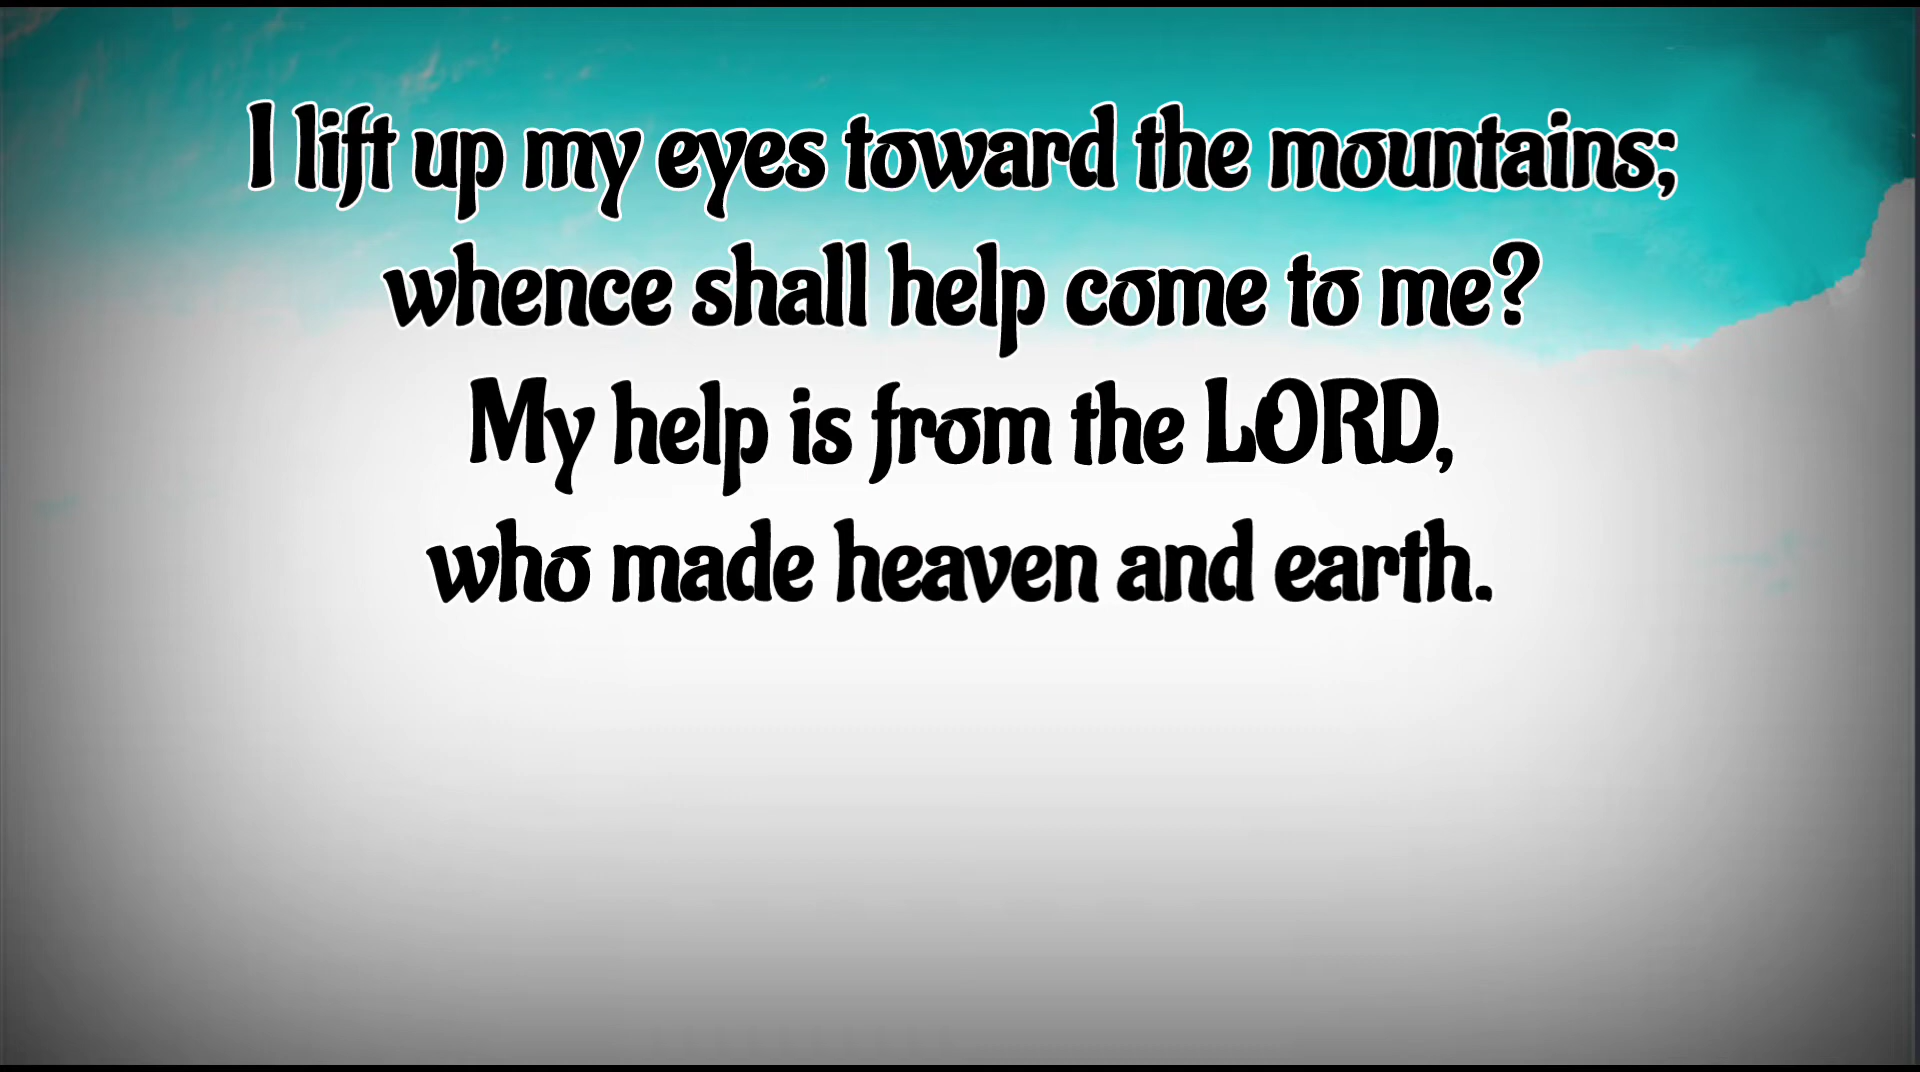 I lift up my eyes toward the mountains;
whence shall help come to me?
My help is from the LORD,
who made heaven and earth.